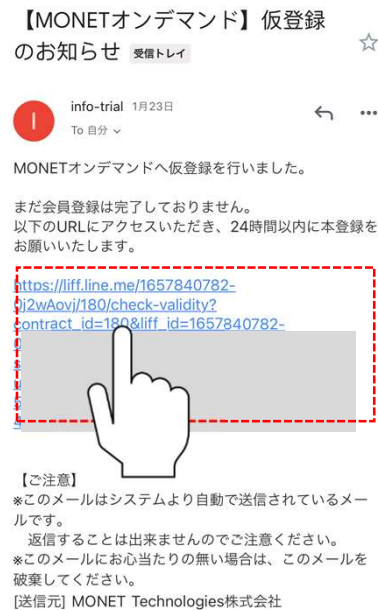 【MONETオンデマンド】仮登録
のお知らせ 受信トレイ
I
info-trial 1月23日
To 自分
MONETオンデマンドへ仮登録を行いました。
まだ会員登録は完了しておりません。
以下のURLにアクセスいただき、24時間以内に本登録を
お願いいたします。
https://liff.line.me/1657840782-
0j2wAovj/180/check-validity?
contract_id=180&liff_id=1657840782-
【ご注意】
※このメールはシステムより自動で送信されているメー
ルです。
返信することは出来ませんのでご注意ください。
※このメールにお心当たりの無い場合は、このメールを
破棄してください。
[送信元] MONET Technologies株式会社